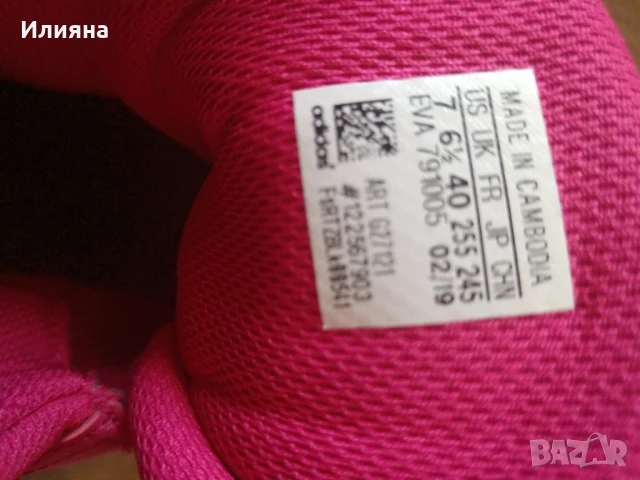 Илияна
MADE IN CAMBODIA
US UK FR JP CHN
7 6½ 40 255 245
EVA 791005 02/19
adidas
ART G27121
#122567903
BAZAR